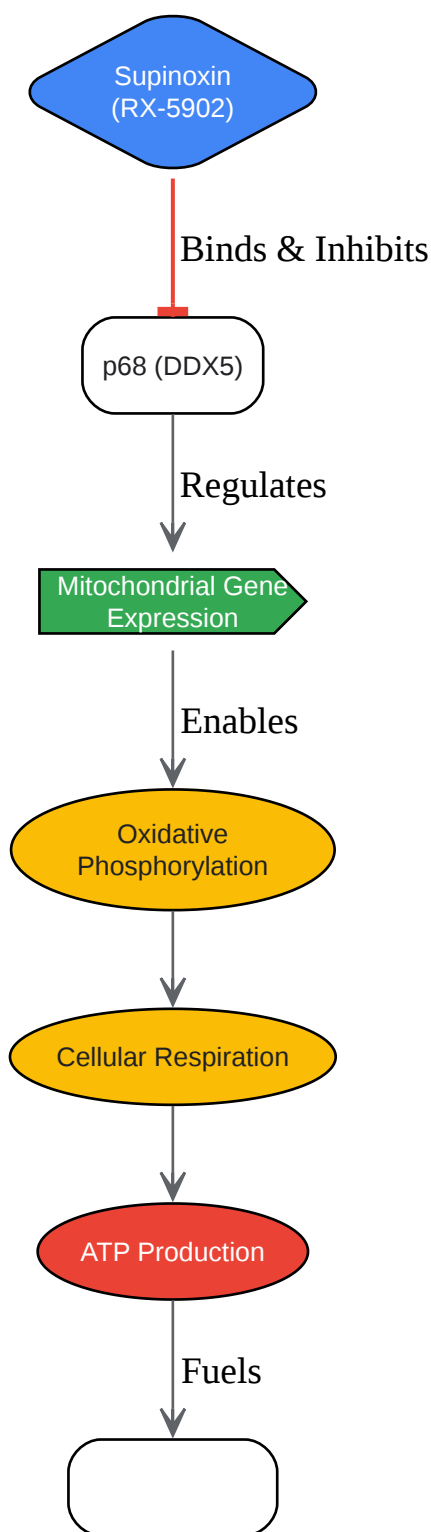 Supinoxin
(RX-5902)
Binds & Inhibits
p68 (DDX5)
Regulates
Mitochondrial Gene
Expression
Enables
Oxidative
Phosphorylation
Cellular Respiration
ATP Production
Fuels